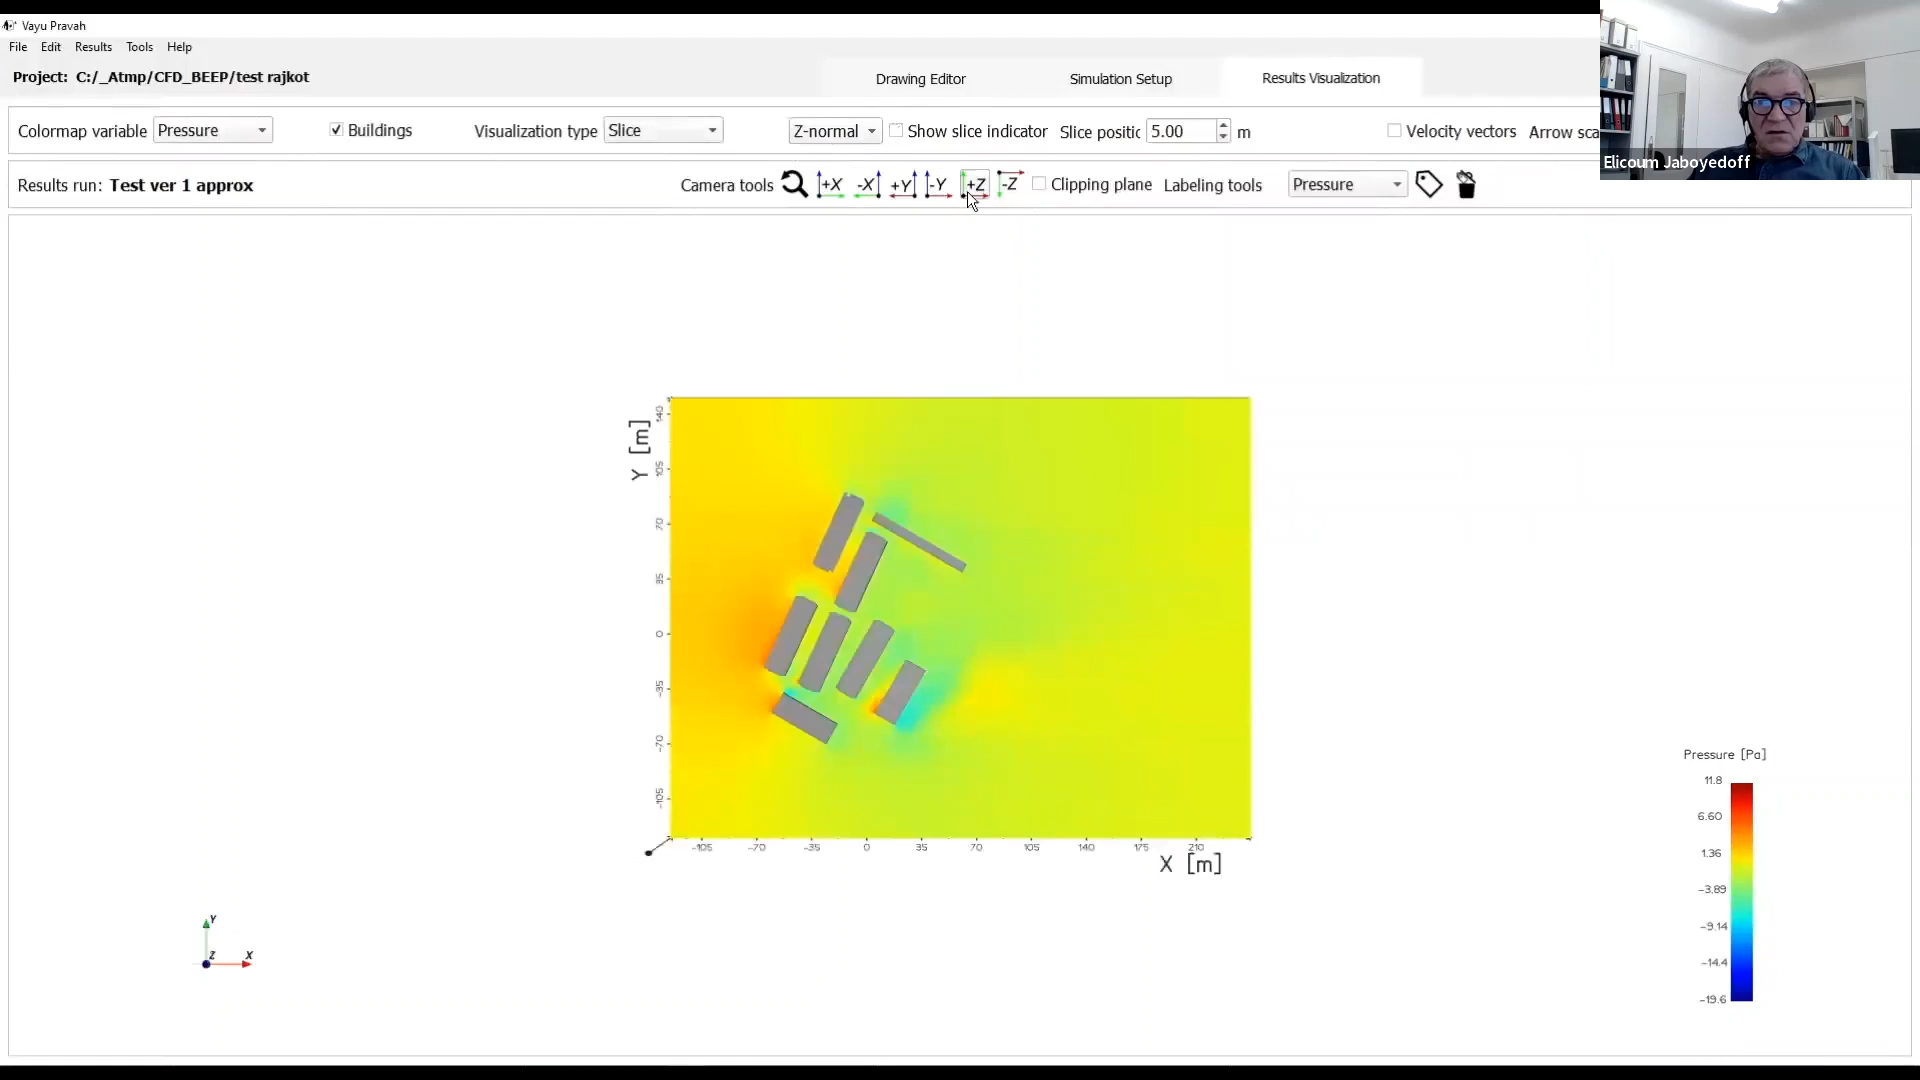 Vayu Pravah
File Edit Results Tools Help
Project: C:/_Atmp/CFD_BEEP/test rajkot
Drawing Editor Simulation Setup Results Visualization
Colormap variable Pressure Buildings Visualization type Slice Z-normal Show slice indicator Slice positic 5.00 m Velocity vectors Arrow sca
Elicoum Jaboyedoff
Results run: Test ver 1 approx Camera tools +X -X +Y -Y +Z -Z Clipping plane Labeling tools Pressure
Y [m]
140
105
70
35
0
-35
-70
-105
-105 -70 -35 0 35 70 105 140 175 210
X [m]
Pressure [Pa]
11.8
6.60
1.36
-3.89
-9.14
-14.4
-19.6
Y
Z X